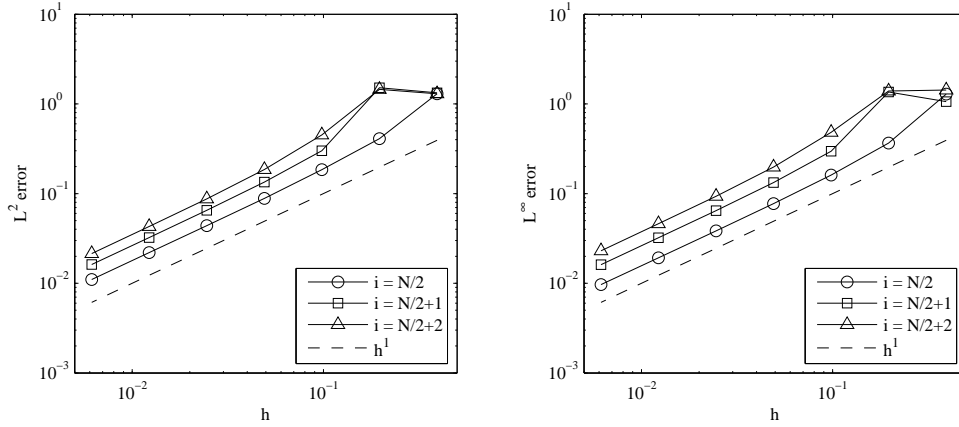 10^1
10^0
10^-1
10^-2
10^-3
L^2 error
10^-2
10^-1
h
i = N/2
i = N/2+1
i = N/2+2
h^1
10^1
10^0
10^-1
10^-2
10^-3
L^∞ error
10^-2
10^-1
h
i = N/2
i = N/2+1
i = N/2+2
h^1